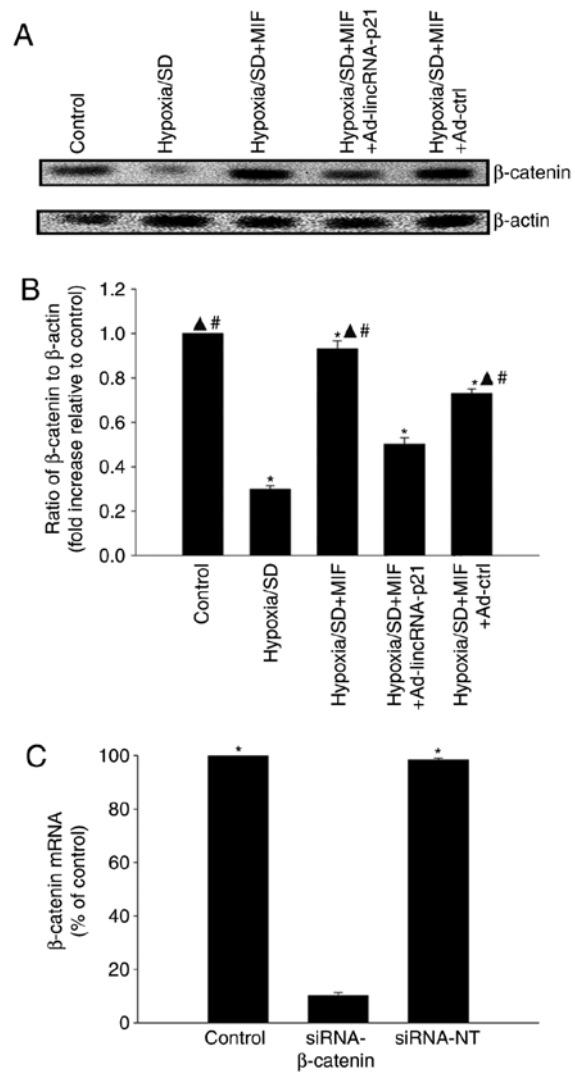 A
Control
Hypoxia/SD
Hypoxia/SD+MIF
Hypoxia/SD+MIF
+Ad-lincRNA-p21
Hypoxia/SD+MIF
+Ad-ctrl
β-catenin
β-actin
B
Ratio of β-catenin to β-actin
(fold increase relative to control)
1.2
1.0
0.8
0.6
0.4
0.2
0.0
▲ #
*
*▲ #
*
*▲ #
Control
Hypoxia/SD
Hypoxia/SD+MIF
Hypoxia/SD+MIF
+Ad-lincRNA-p21
Hypoxia/SD+MIF
+Ad-ctrl
C
β-catenin mRNA
(% of control)
100
80
60
40
20
0
*
*
Control
siRNA-
β-catenin
siRNA-NT